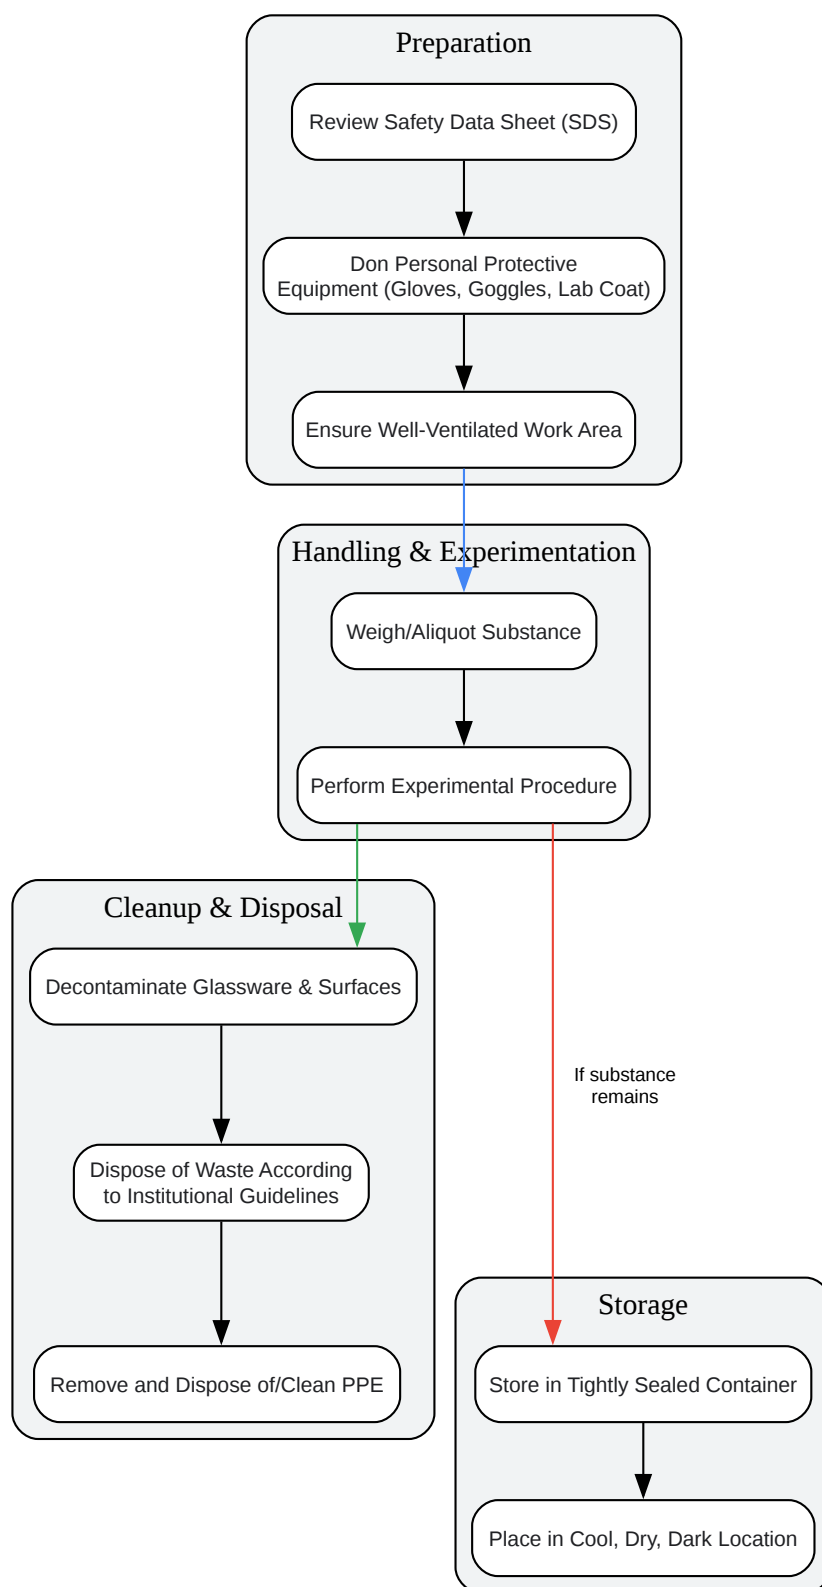 Preparation
Review Safety Data Sheet (SDS)
Don Personal Protective
Equipment (Gloves, Goggles, Lab Coat)
Ensure Well-Ventilated Work Area
Handling & Experimentation
Weigh/Aliquot Substance
Perform Experimental Procedure
Cleanup & Disposal
Decontaminate Glassware & Surfaces
If substance
remains
Dispose of Waste According
to Institutional Guidelines
Storage
Remove and Dispose of/Clean PPE
Store in Tightly Sealed Container
Place in Cool, Dry, Dark Location